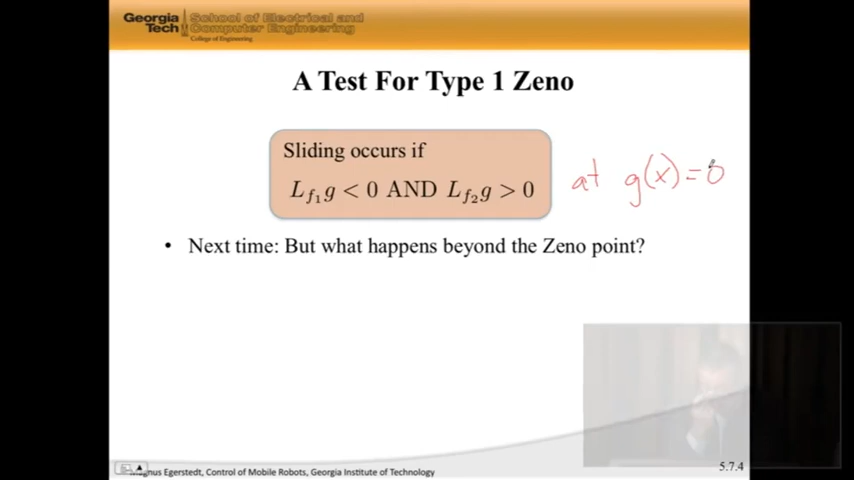 Georgia Tech
School of Electrical and Computer Engineering
College of Engineering
A Test For Type 1 Zeno
Sliding occurs if
L_{f_1}g < 0 AND L_{f_2}g > 0
at g(x)=0
• Next time: But what happens beyond the Zeno point?
Magnus Egerstedt, Control of Mobile Robots, Georgia Institute of Technology
5.7.4